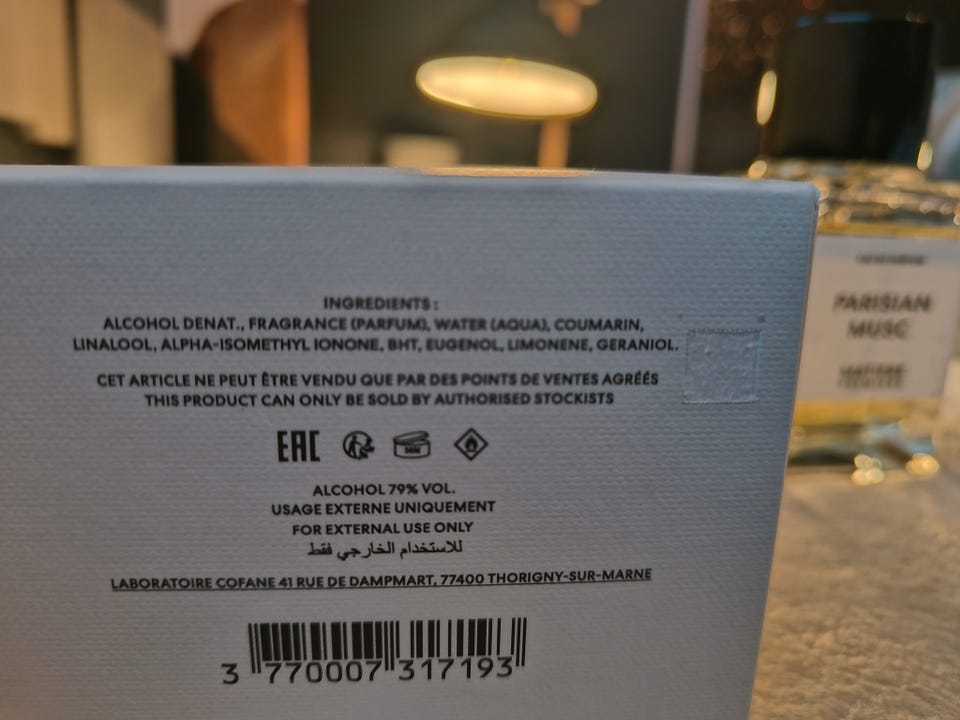 INGREDIENTS :
ALCOHOL DENAT., FRAGRANCE (PARFUM), WATER (AQUA), COUMARIN,
LINALOOL, ALPHA-ISOMETHYL IONONE, BHT, EUGENOL, LIMONENE, GERANIOL.
CET ARTICLE NE PEUT ÊTRE VENDU QUE PAR DES POINTS DE VENTES AGRÉÉS
THIS PRODUCT CAN ONLY BE SOLD BY AUTHORISED STOCKISTS
EAC
ALCOHOL 79% VOL.
USAGE EXTERNE UNIQUEMENT
FOR EXTERNAL USE ONLY
للاستخدام الخارجي فقط
LABORATOIRE COFANE 41 RUE DE DAMPMART, 77400 THORIGNY-SUR-MARNE
3 770007 317193
PARISIAN
MUSC